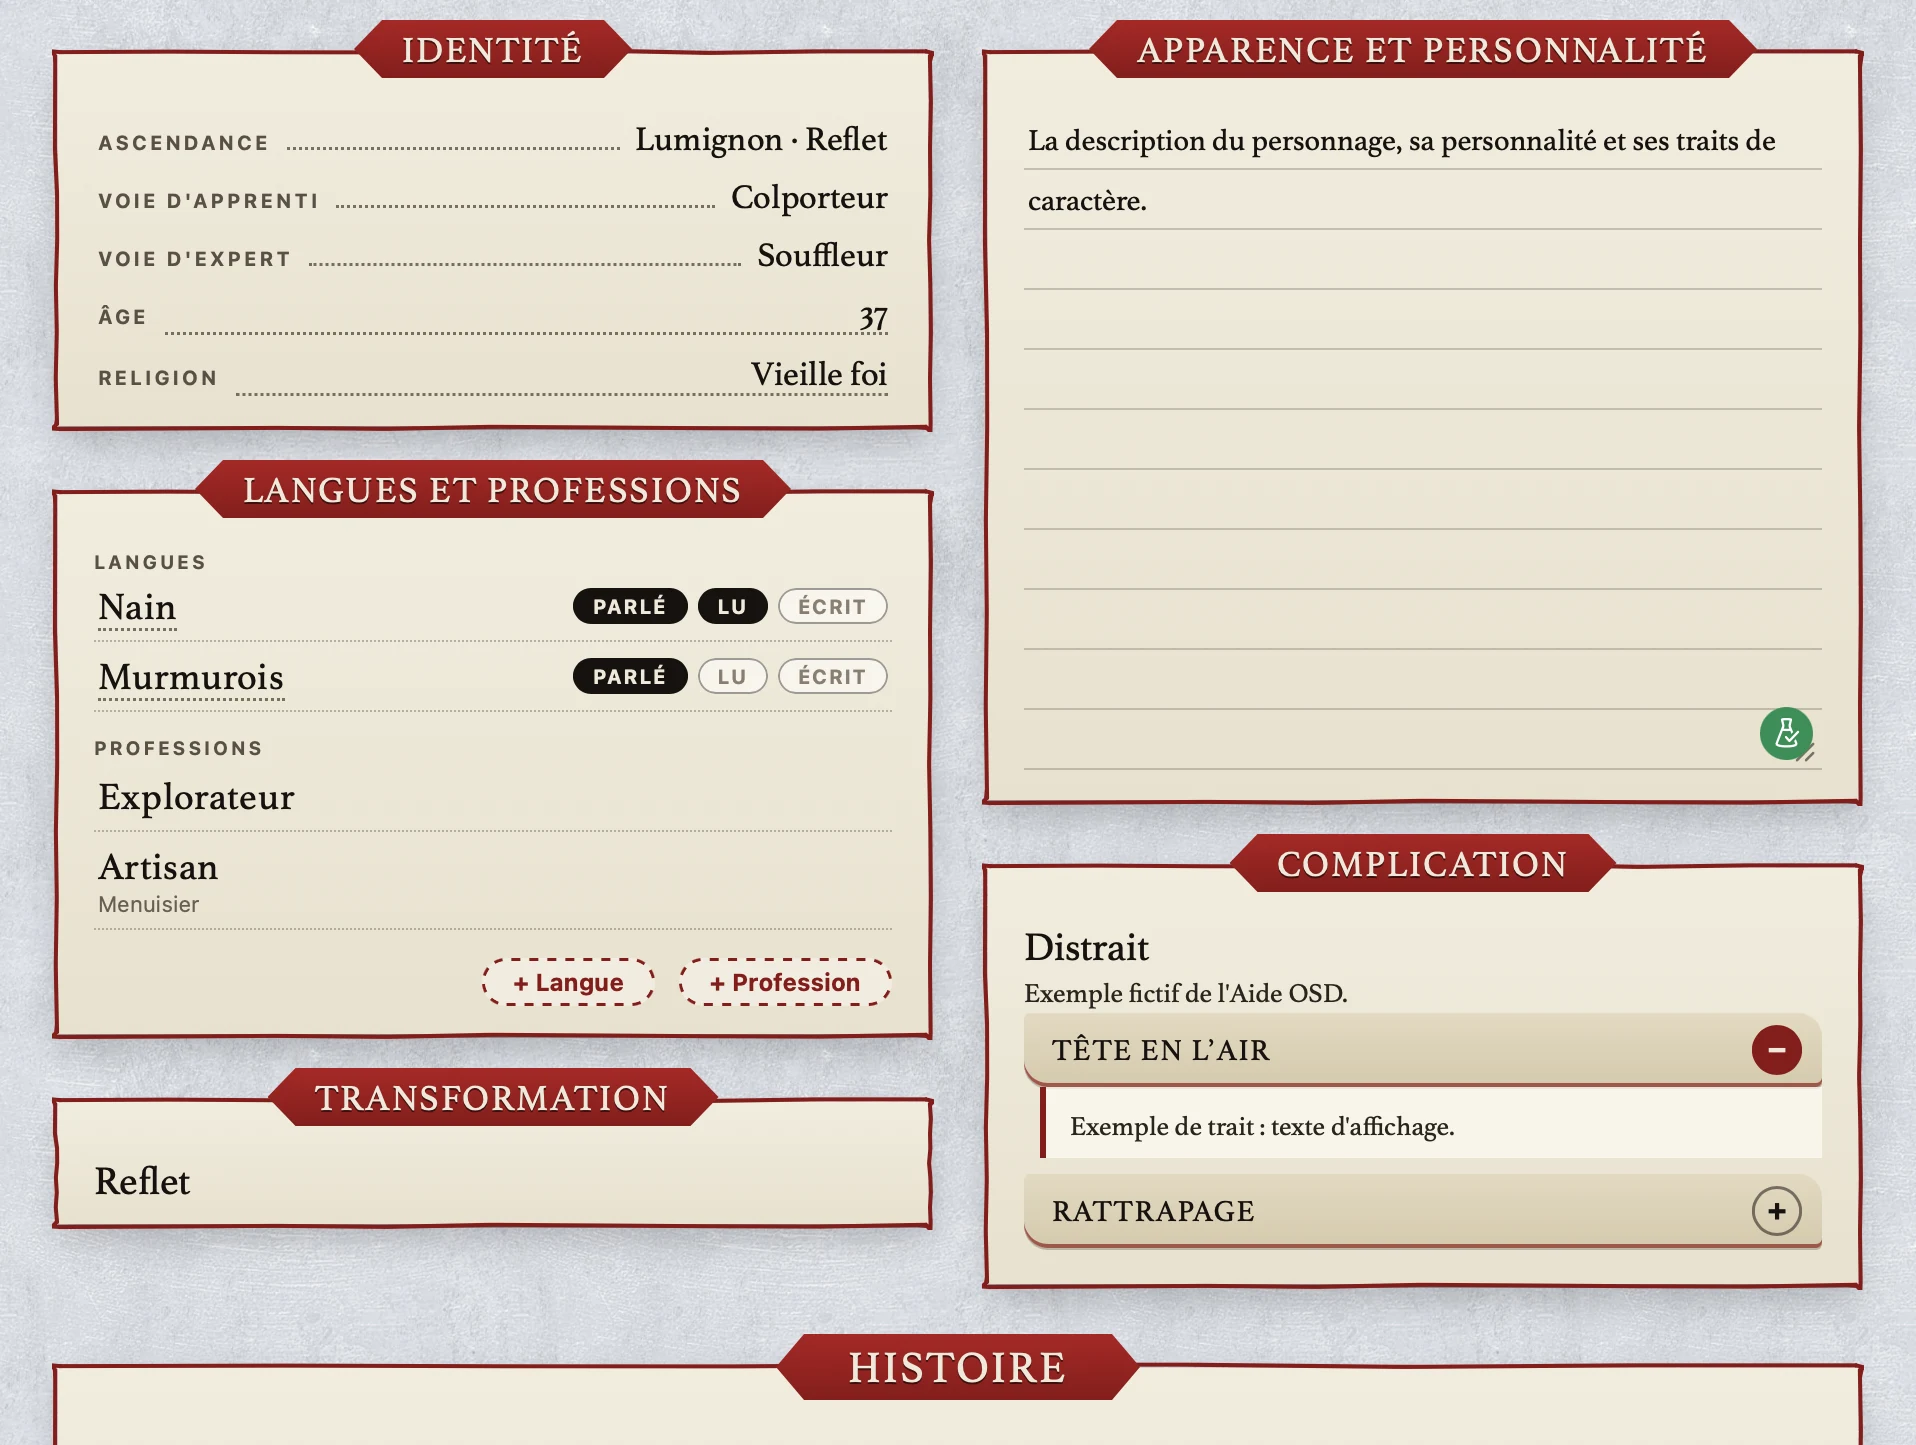 IDENTITÉ
ASCENDANCE Lumignon · Reflet
VOIE D'APPRENTI Colporteur
VOIE D'EXPERT Souffleur
ÂGE 37
RELIGION Vieille foi
LANGUES ET PROFESSIONS
LANGUES
Nain PARLÉ LU ÉCRIT
Murmurois PARLÉ LU ÉCRIT
PROFESSIONS
Explorateur
Artisan
Menuisier
+ Langue + Profession
TRANSFORMATION
Reflet
APPARENCE ET PERSONNALITÉ
La description du personnage, sa personnalité et ses traits de
caractère.
COMPLICATION
Distrait
Exemple fictif de l'Aide OSD.
TÊTE EN L’AIR
Exemple de trait : texte d'affichage.
RATTRAPAGE
HISTOIRE